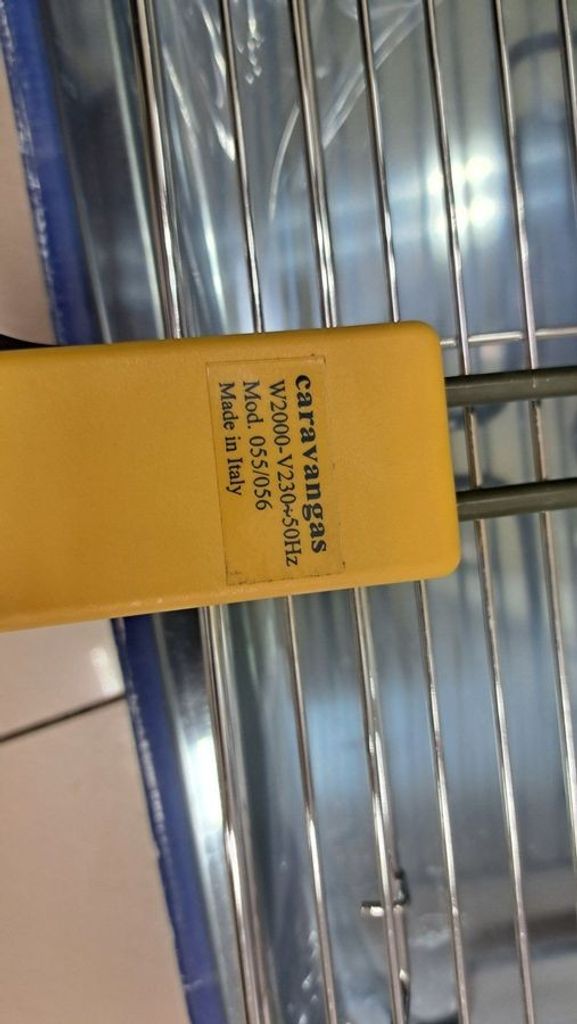 caravangas
W2000-V230~50Hz
Mod. 055/056
Made in Italy